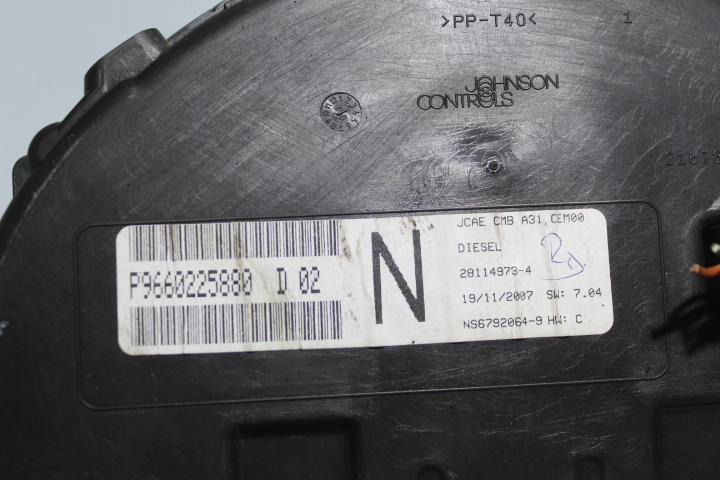 >PP-T40< 1
JOHNSON
CONTROLS
JCAE CMB A31 CEM00
DIESEL
P9660225880 D 02
N
28114973-4
19/11/2007 SW: 7.04
NS6792064-9 HW: C